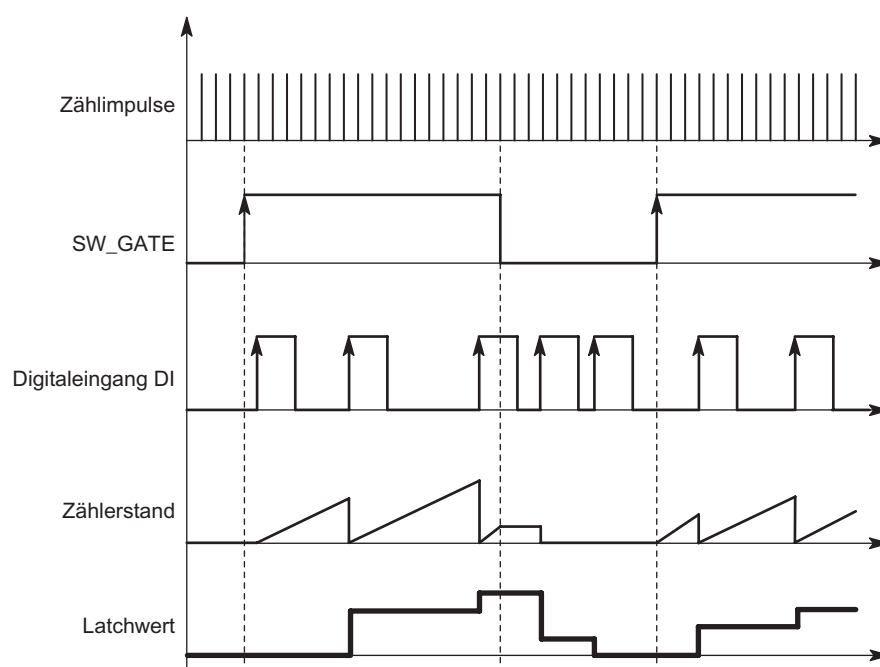 Zählimpulse
SW_GATE
Digitaleingang DI
Zählerstand
Latchwert